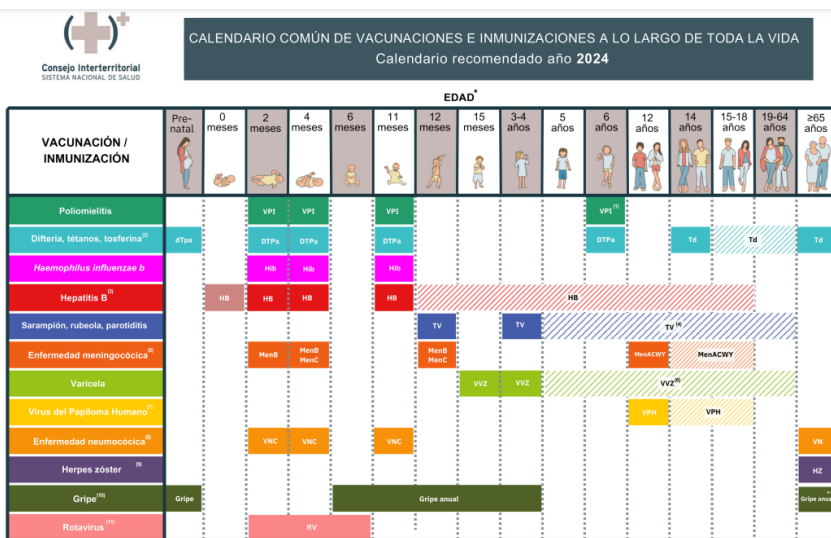 Consejo Interterritorial
SISTEMA NACIONAL DE SALUD
CALENDARIO COMÚN DE VACUNACIONES E INMUNIZACIONES A LO LARGO DE TODA LA VIDA
Calendario recomendado año 2024
EDAD*
VACUNACIÓN / INMUNIZACIÓN Pre-natal 0 meses 2 meses 4 meses 6 meses 11 meses 12 meses 15 meses 3-4 años 5 años 6 años 12 años 14 años 15-18 años 19-64 años ≥65 años
Poliomielitis VPI VPI VPI VPI(1)
Difteria, tétanos, tosferina(2) dTpa DTPa DTPa DTPa DTPa Td Td Td
Haemophilus influenzae b Hib Hib Hib
Hepatitis B(3) HB HB HB HB HB
Sarampión, rubeola, parotiditis TV TV TV(4)
Enfermedad meningocócica(5) MenB MenB MenC MenB MenC MenACWY MenACWY
Varicela VVZ VVZ VVZ(6)
Virus del Papiloma Humano(7) VPH VPH
Enfermedad neumocócica(8) VNC VNC VNC VN
Herpes zóster (9) HZ
Gripe(10) Gripe Gripe anual Gripe anual
Rotavirus (11) RV